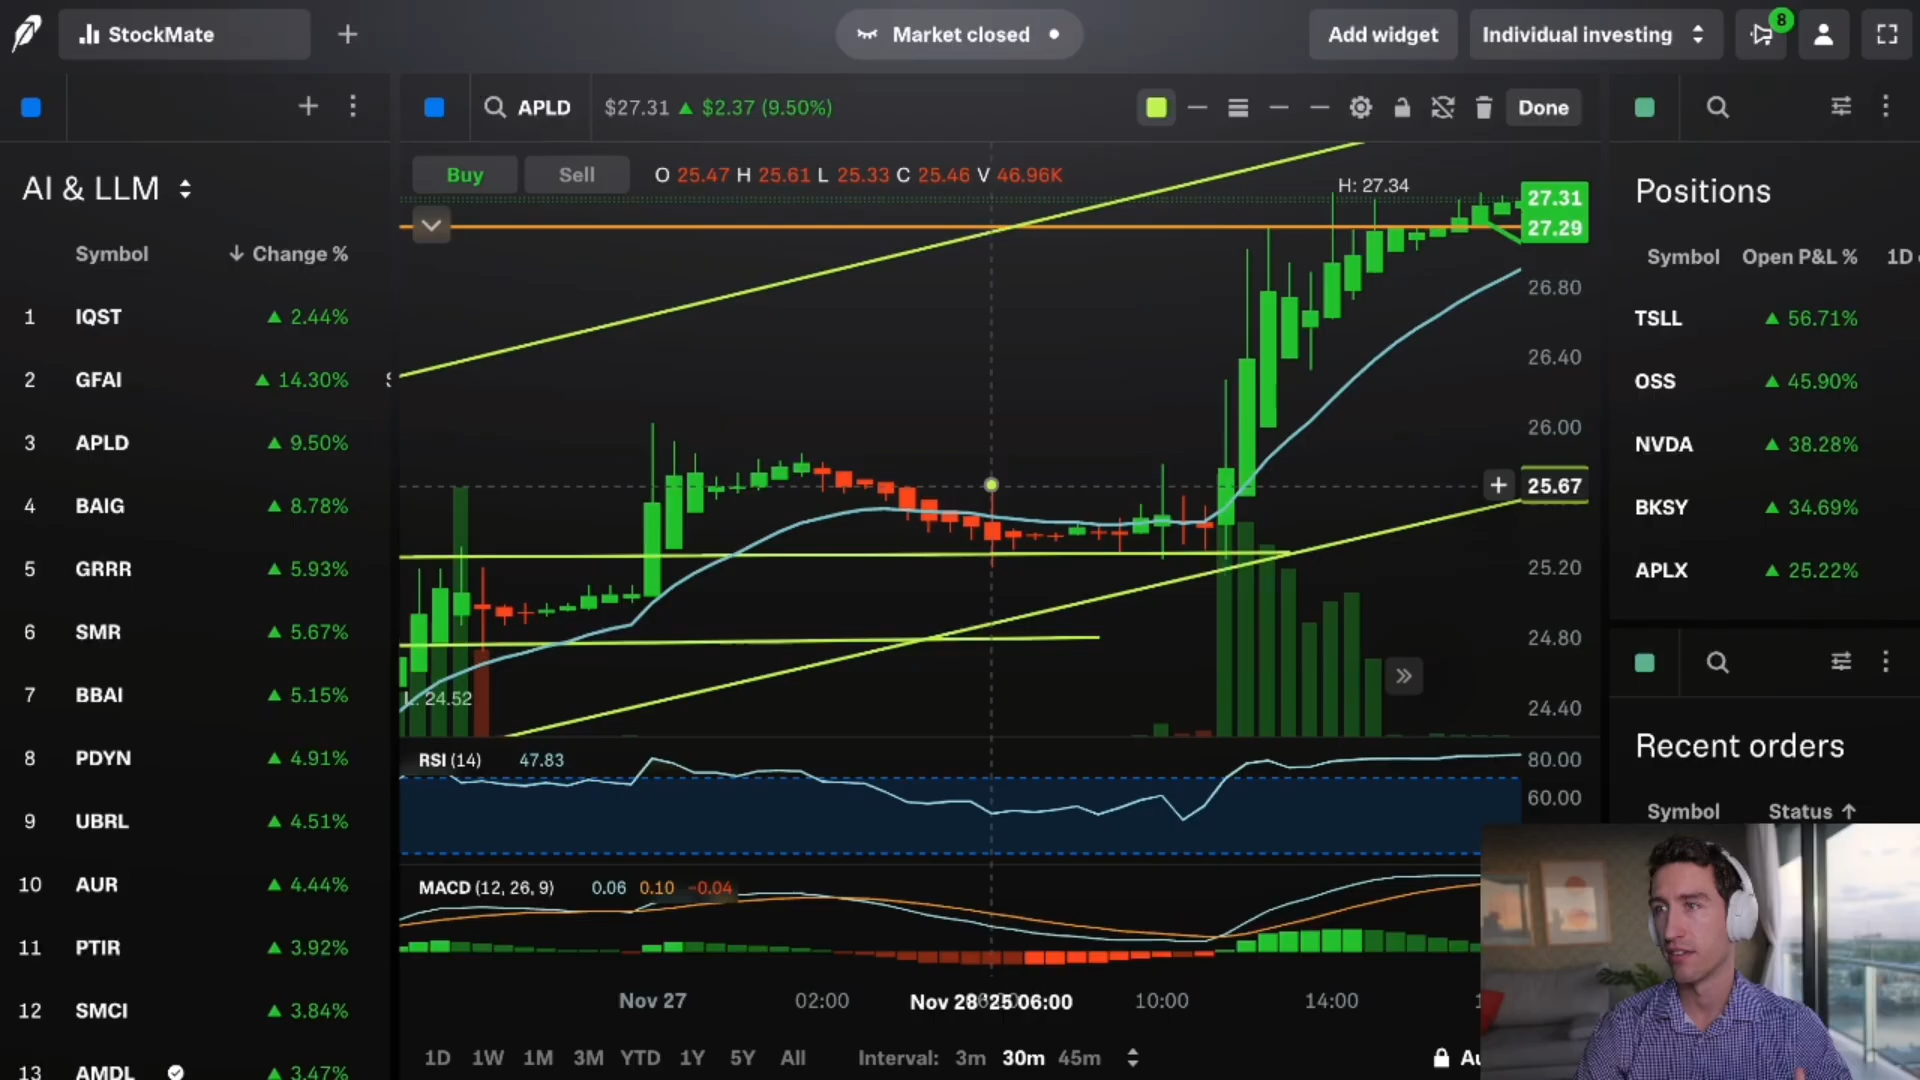 StockMate
Market closed
Add widget
Individual investing
8
APLD
$27.31 ▲ $2.37 (9.50%)
Done
AI & LLM
Symbol ↓ Change %
1 IQST ▲ 2.44%
2 GFAI ▲ 14.30%
3 APLD ▲ 9.50%
4 BAIG ▲ 8.78%
5 GRRR ▲ 5.93%
6 SMR ▲ 5.67%
7 BBAI ▲ 5.15%
8 PDYN ▲ 4.91%
9 UBRL ▲ 4.51%
10 AUR ▲ 4.44%
11 PTIR ▲ 3.92%
12 SMCI ▲ 3.84%
13 AMDL ▲ 3.47%
Buy
Sell
O 25.47 H 25.61 L 25.33 C 25.46 V 46.96K
H: 27.34
27.31
27.29
26.80
26.40
26.00
25.67
25.20
24.80
24.40
L: 24.52
RSI (14) 47.83
80.00
60.00
MACD (12, 26, 9) 0.06 0.10 -0.04
Nov 27
02:00
Nov 28 '25 06:00
10:00
14:00
1D 1W 1M 3M YTD 1Y 5Y All
Interval: 3m 30m 45m
Positions
Symbol Open P&L % 1D
TSLL ▲ 56.71%
OSS ▲ 45.90%
NVDA ▲ 38.28%
BKSY ▲ 34.69%
APLX ▲ 25.22%
Recent orders
Symbol Status ↑